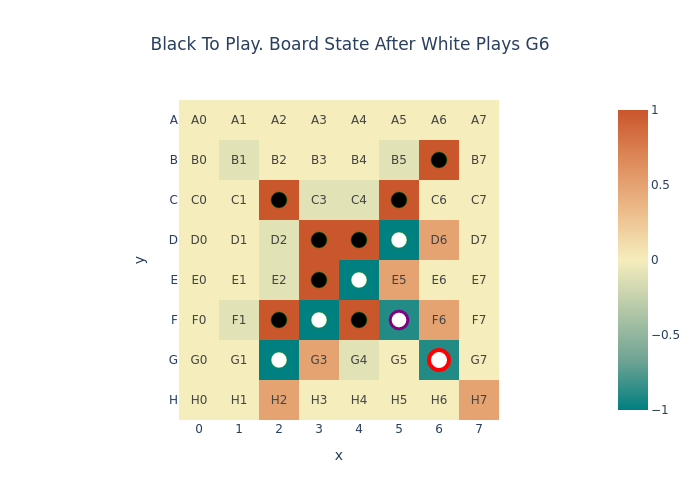 Black To Play. Board State After White Plays G6
A A0 A1 A2 A3 A4 A5 A6 A7
B B0 B1 B2 B3 B4 B5 B7
C C0 C1 C3 C4 C6 C7
D D0 D1 D2 D6 D7
E E0 E1 E2 E5 E6 E7
F F0 F1 F6 F7
G G0 G1 G3 G4 G5 G7
H H0 H1 H2 H3 H4 H5 H6 H7
0 1 2 3 4 5 6 7
x
y
1
0.5
0
−0.5
−1